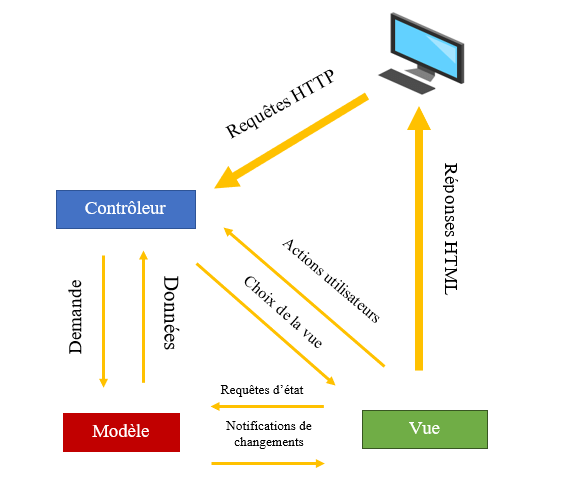 Requêtes HTTP
Contrôleur
Réponses HTML
Actions utilisateurs
Choix de la vue
Demande
Données
Requêtes d’état
Modèle
Notifications de
changements
Vue